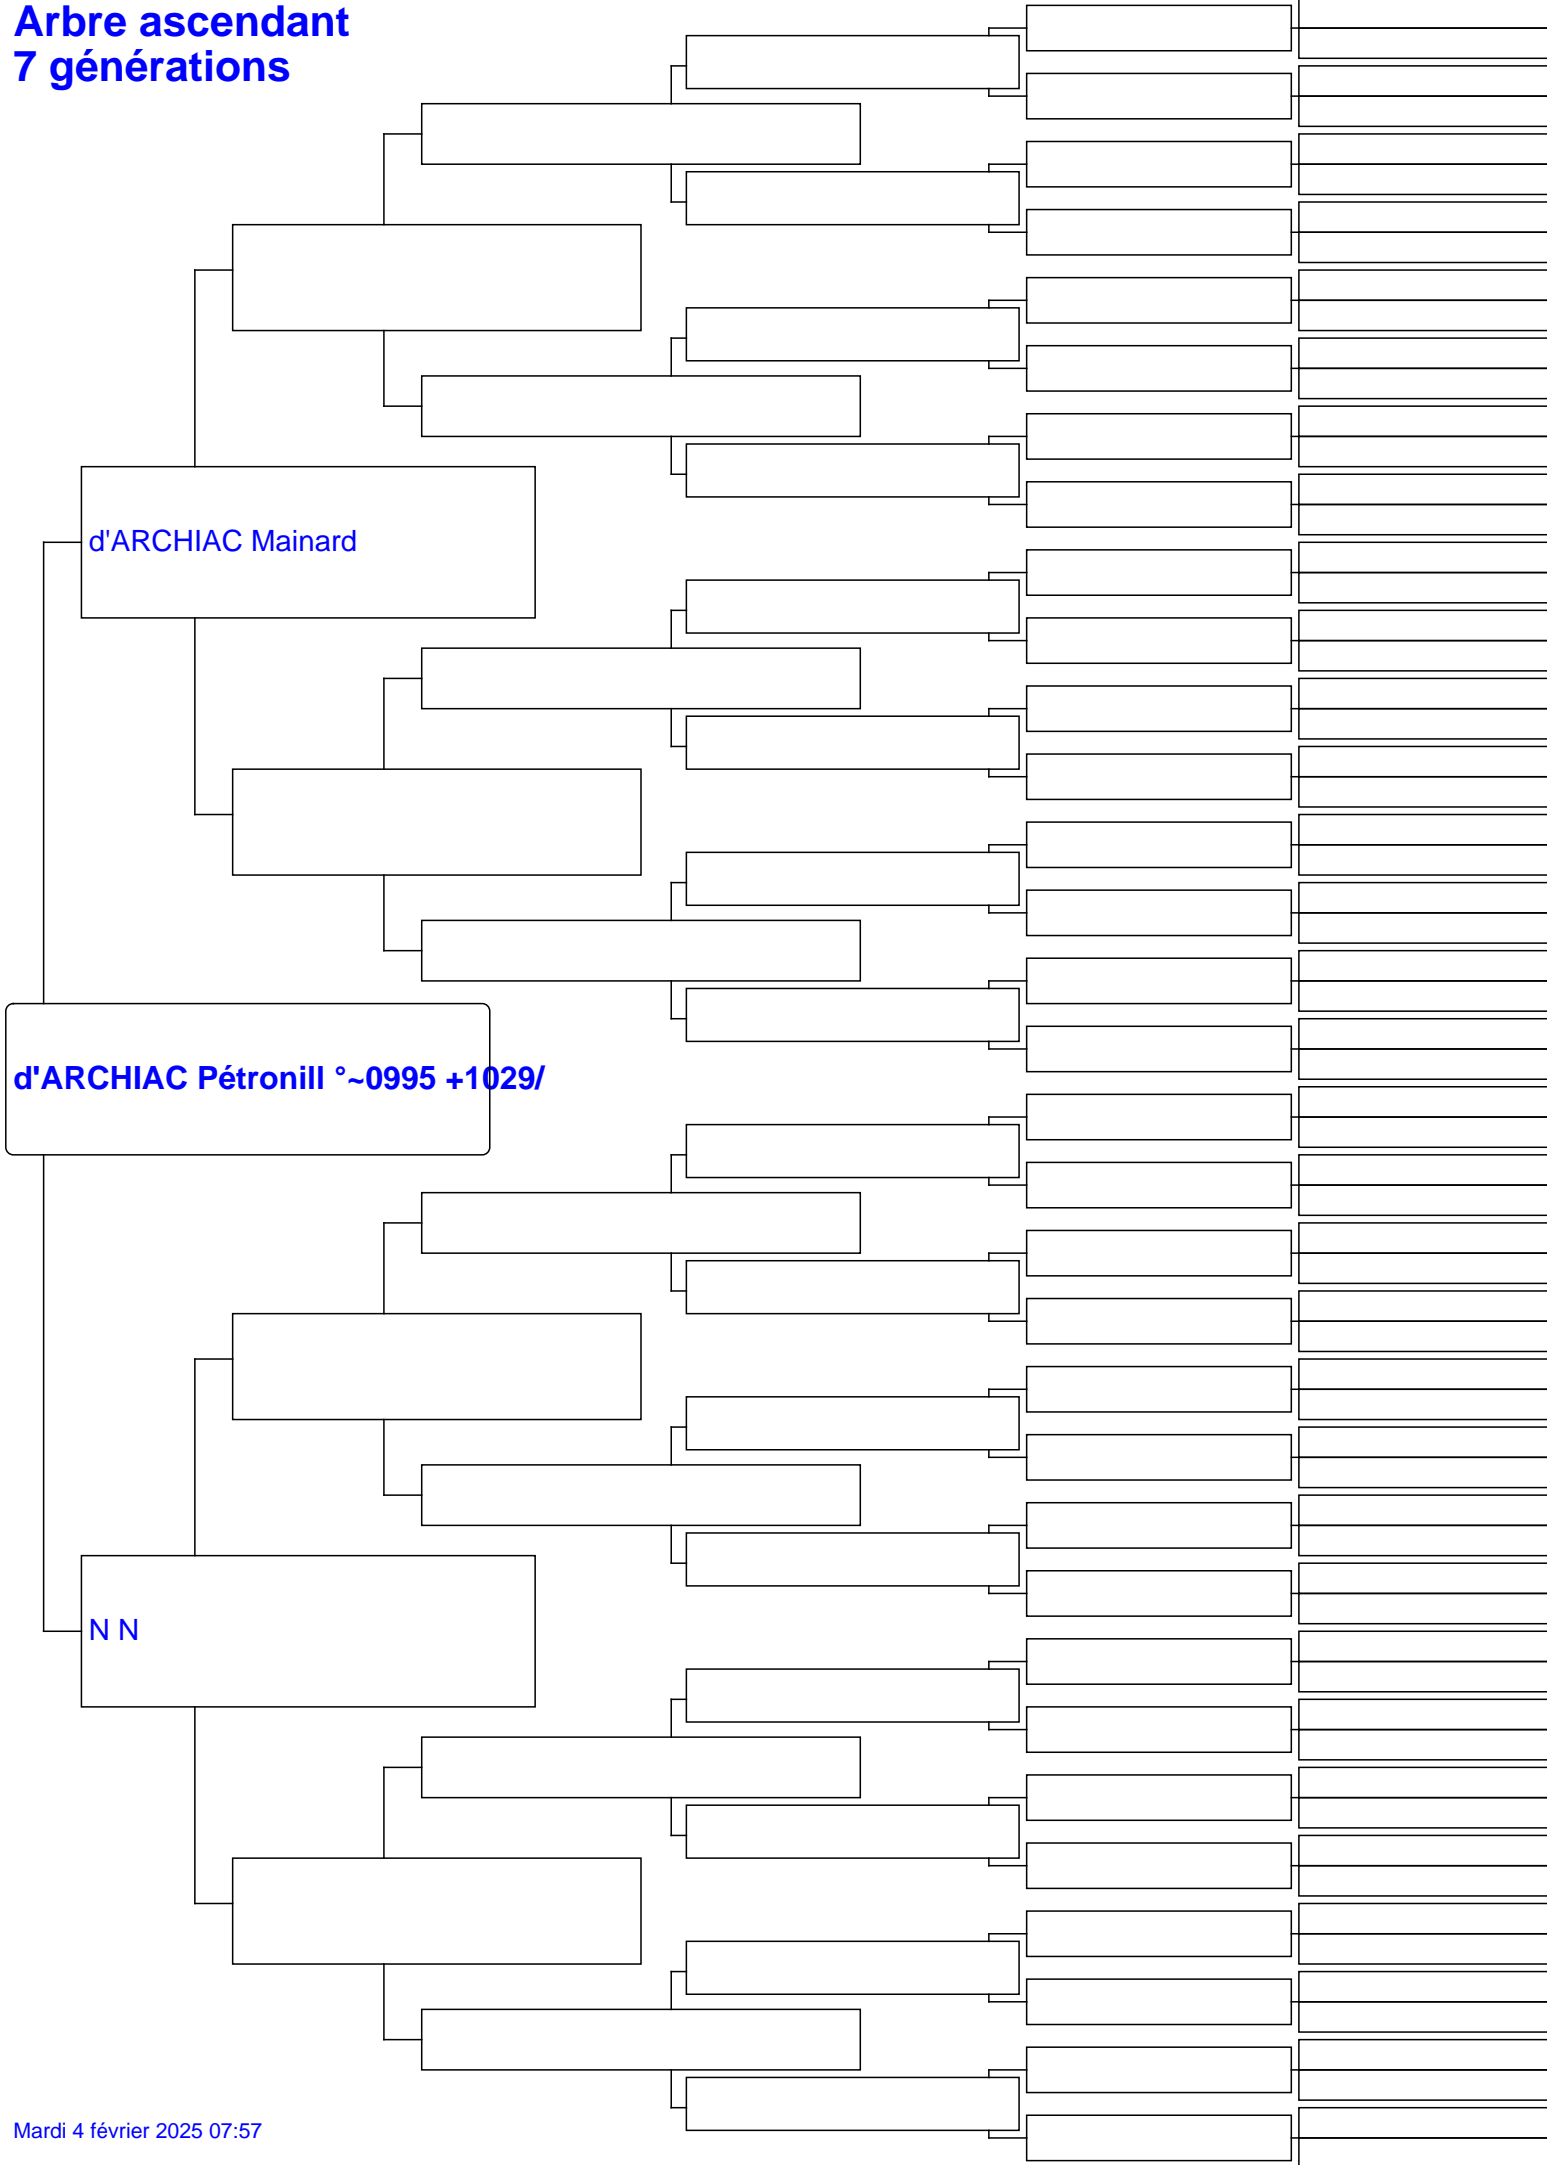 Arbre ascendant
7 générations
d'ARCHIAC Mainard
d'ARCHIAC Pétronill °~0995 +1029/
N N
Mardi 4 février 2025 07:57